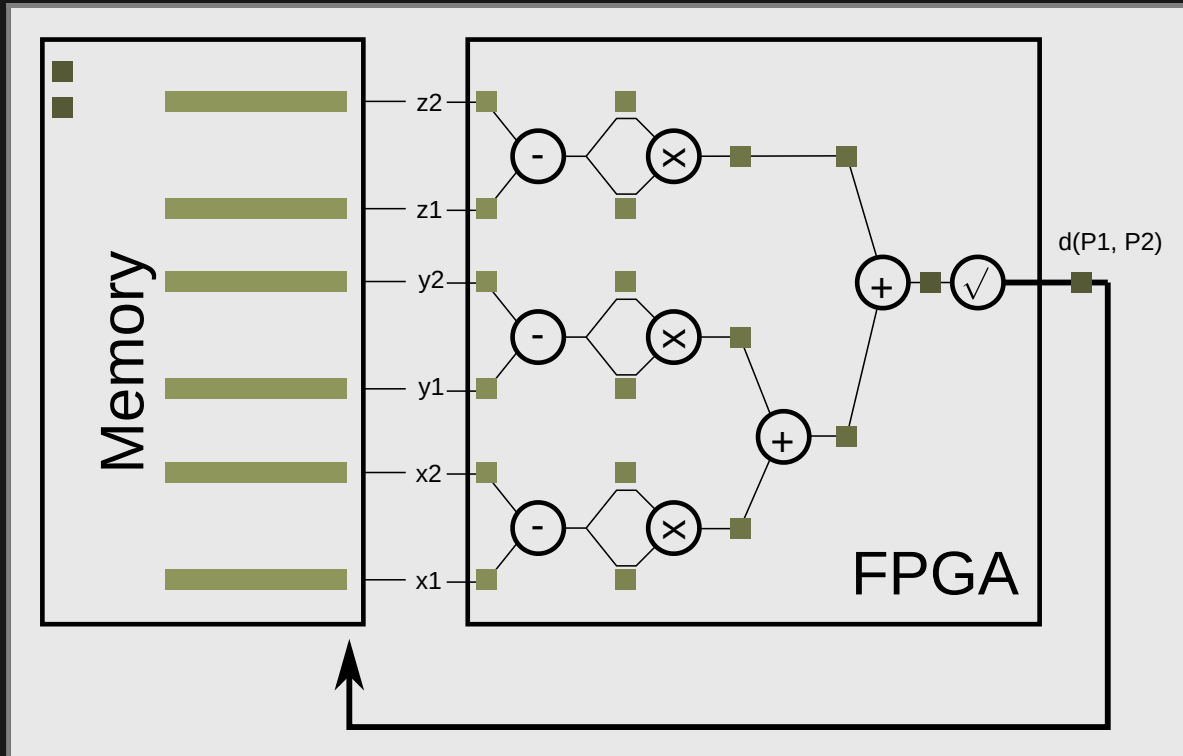 Memory
z2
z1
y2
y1
x2
x1
-
x
-
x
-
x
+
+
√
d(P1, P2)
FPGA